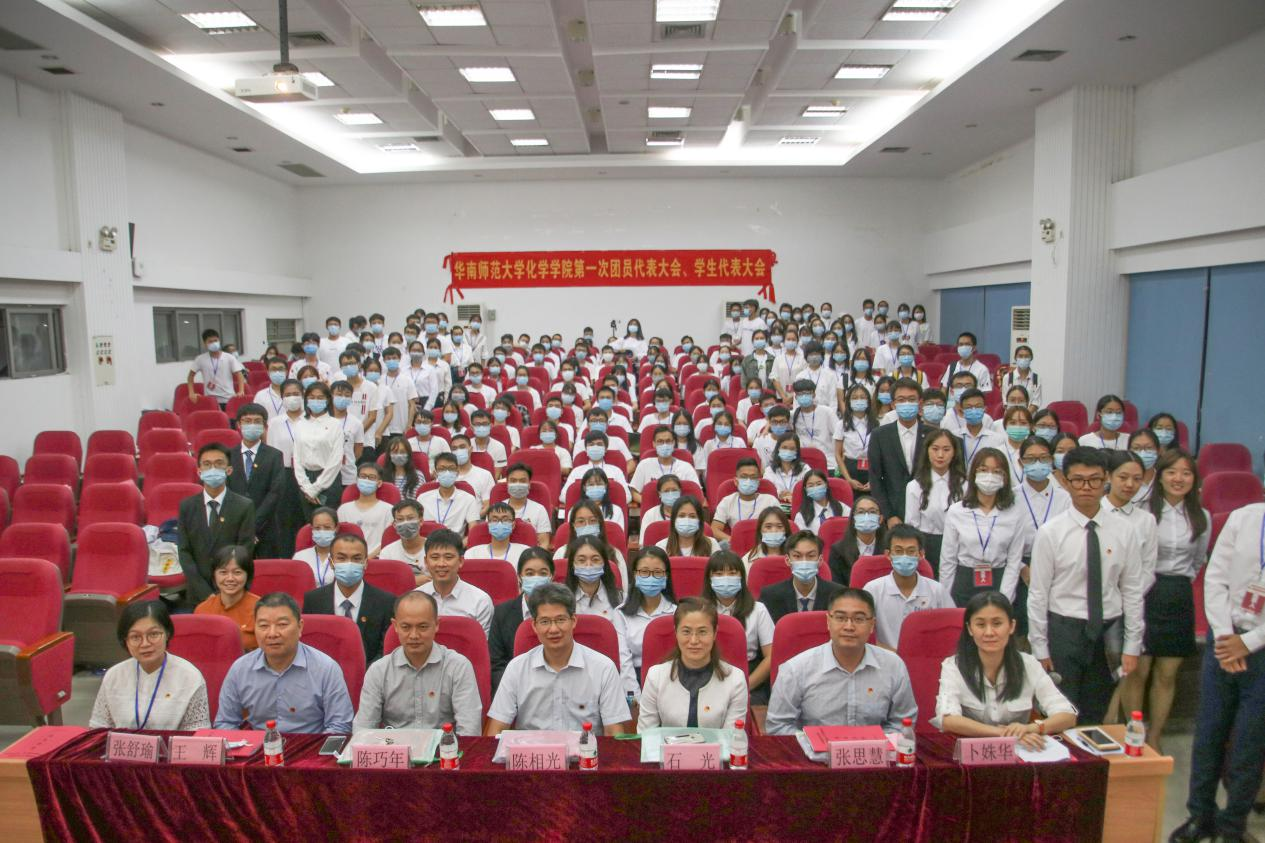 华南师范大学化学学院第一次团员代表大会、学生代表大会
张舒瑜
王 辉
陈巧年
陈相光
石 光
张思慧
卜姝华